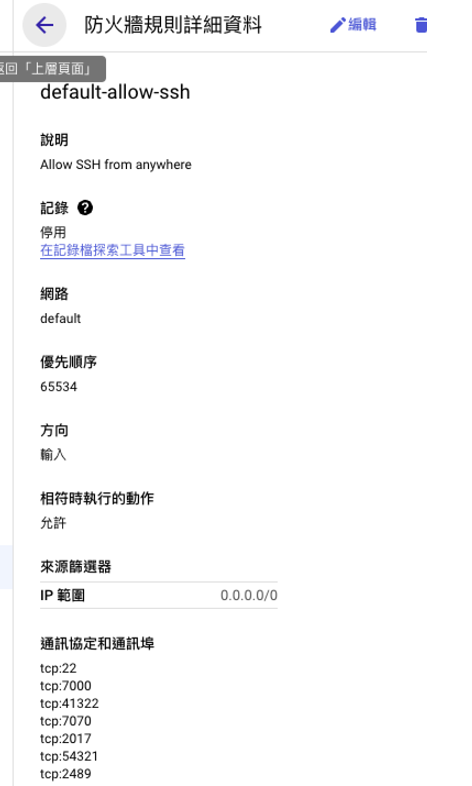 防火牆規則詳細資料
編輯
返回「上層頁面」
default-allow-ssh
說明
Allow SSH from anywhere
記錄
停用
在記錄檔探索工具中查看
網路
default
優先順序
65534
方向
輸入
相符時執行的動作
允許
來源篩選器
IP 範圍 0.0.0.0/0
通訊協定和通訊埠
tcp:22
tcp:7000
tcp:41322
tcp:7070
tcp:2017
tcp:54321
tcp:2489